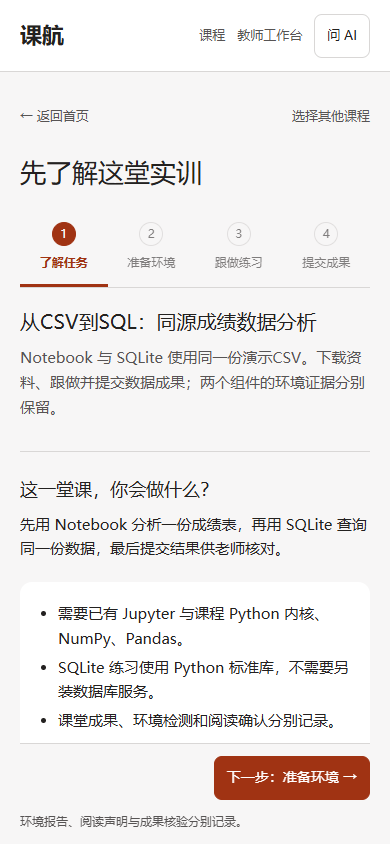 课航
课程 教师工作台 问 AI
← 返回首页 选择其他课程
先了解这堂实训
1 2 3 4
了解任务 准备环境 跟做练习 提交成果
从CSV到SQL：同源成绩数据分析
Notebook 与 SQLite 使用同一份演示CSV。下载资
料、跟做并提交数据成果；两个组件的环境证据分别
保留。
这一堂课，你会做什么？
先用 Notebook 分析一份成绩表，再用 SQLite 查询
同一份数据，最后提交结果供老师核对。
• 需要已有 Jupyter 与课程 Python 内核、
NumPy、Pandas。
• SQLite 练习使用 Python 标准库，不需要另
装数据库服务。
• 课堂成果、环境检测和阅读确认分别记录。
下一步：准备环境 →
环境报告、阅读声明与成果核验分别记录。